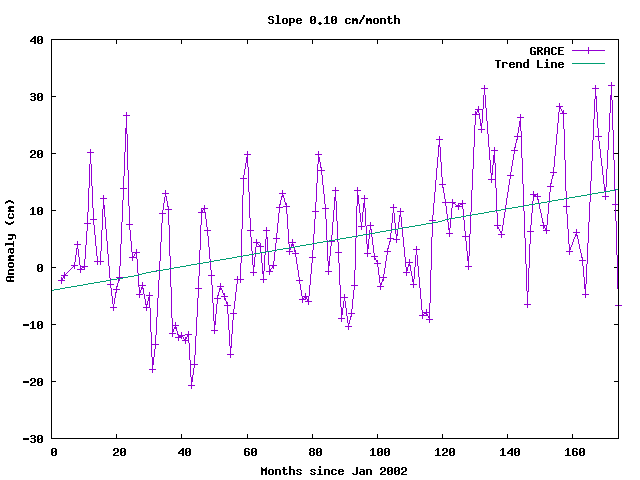 Slope 0.10 cm/month
GRACE
Trend Line
40
30
20
10
0
-10
-20
-30
Anomaly (cm)
0 20 40 60 80 100 120 140 160
Months since Jan 2002